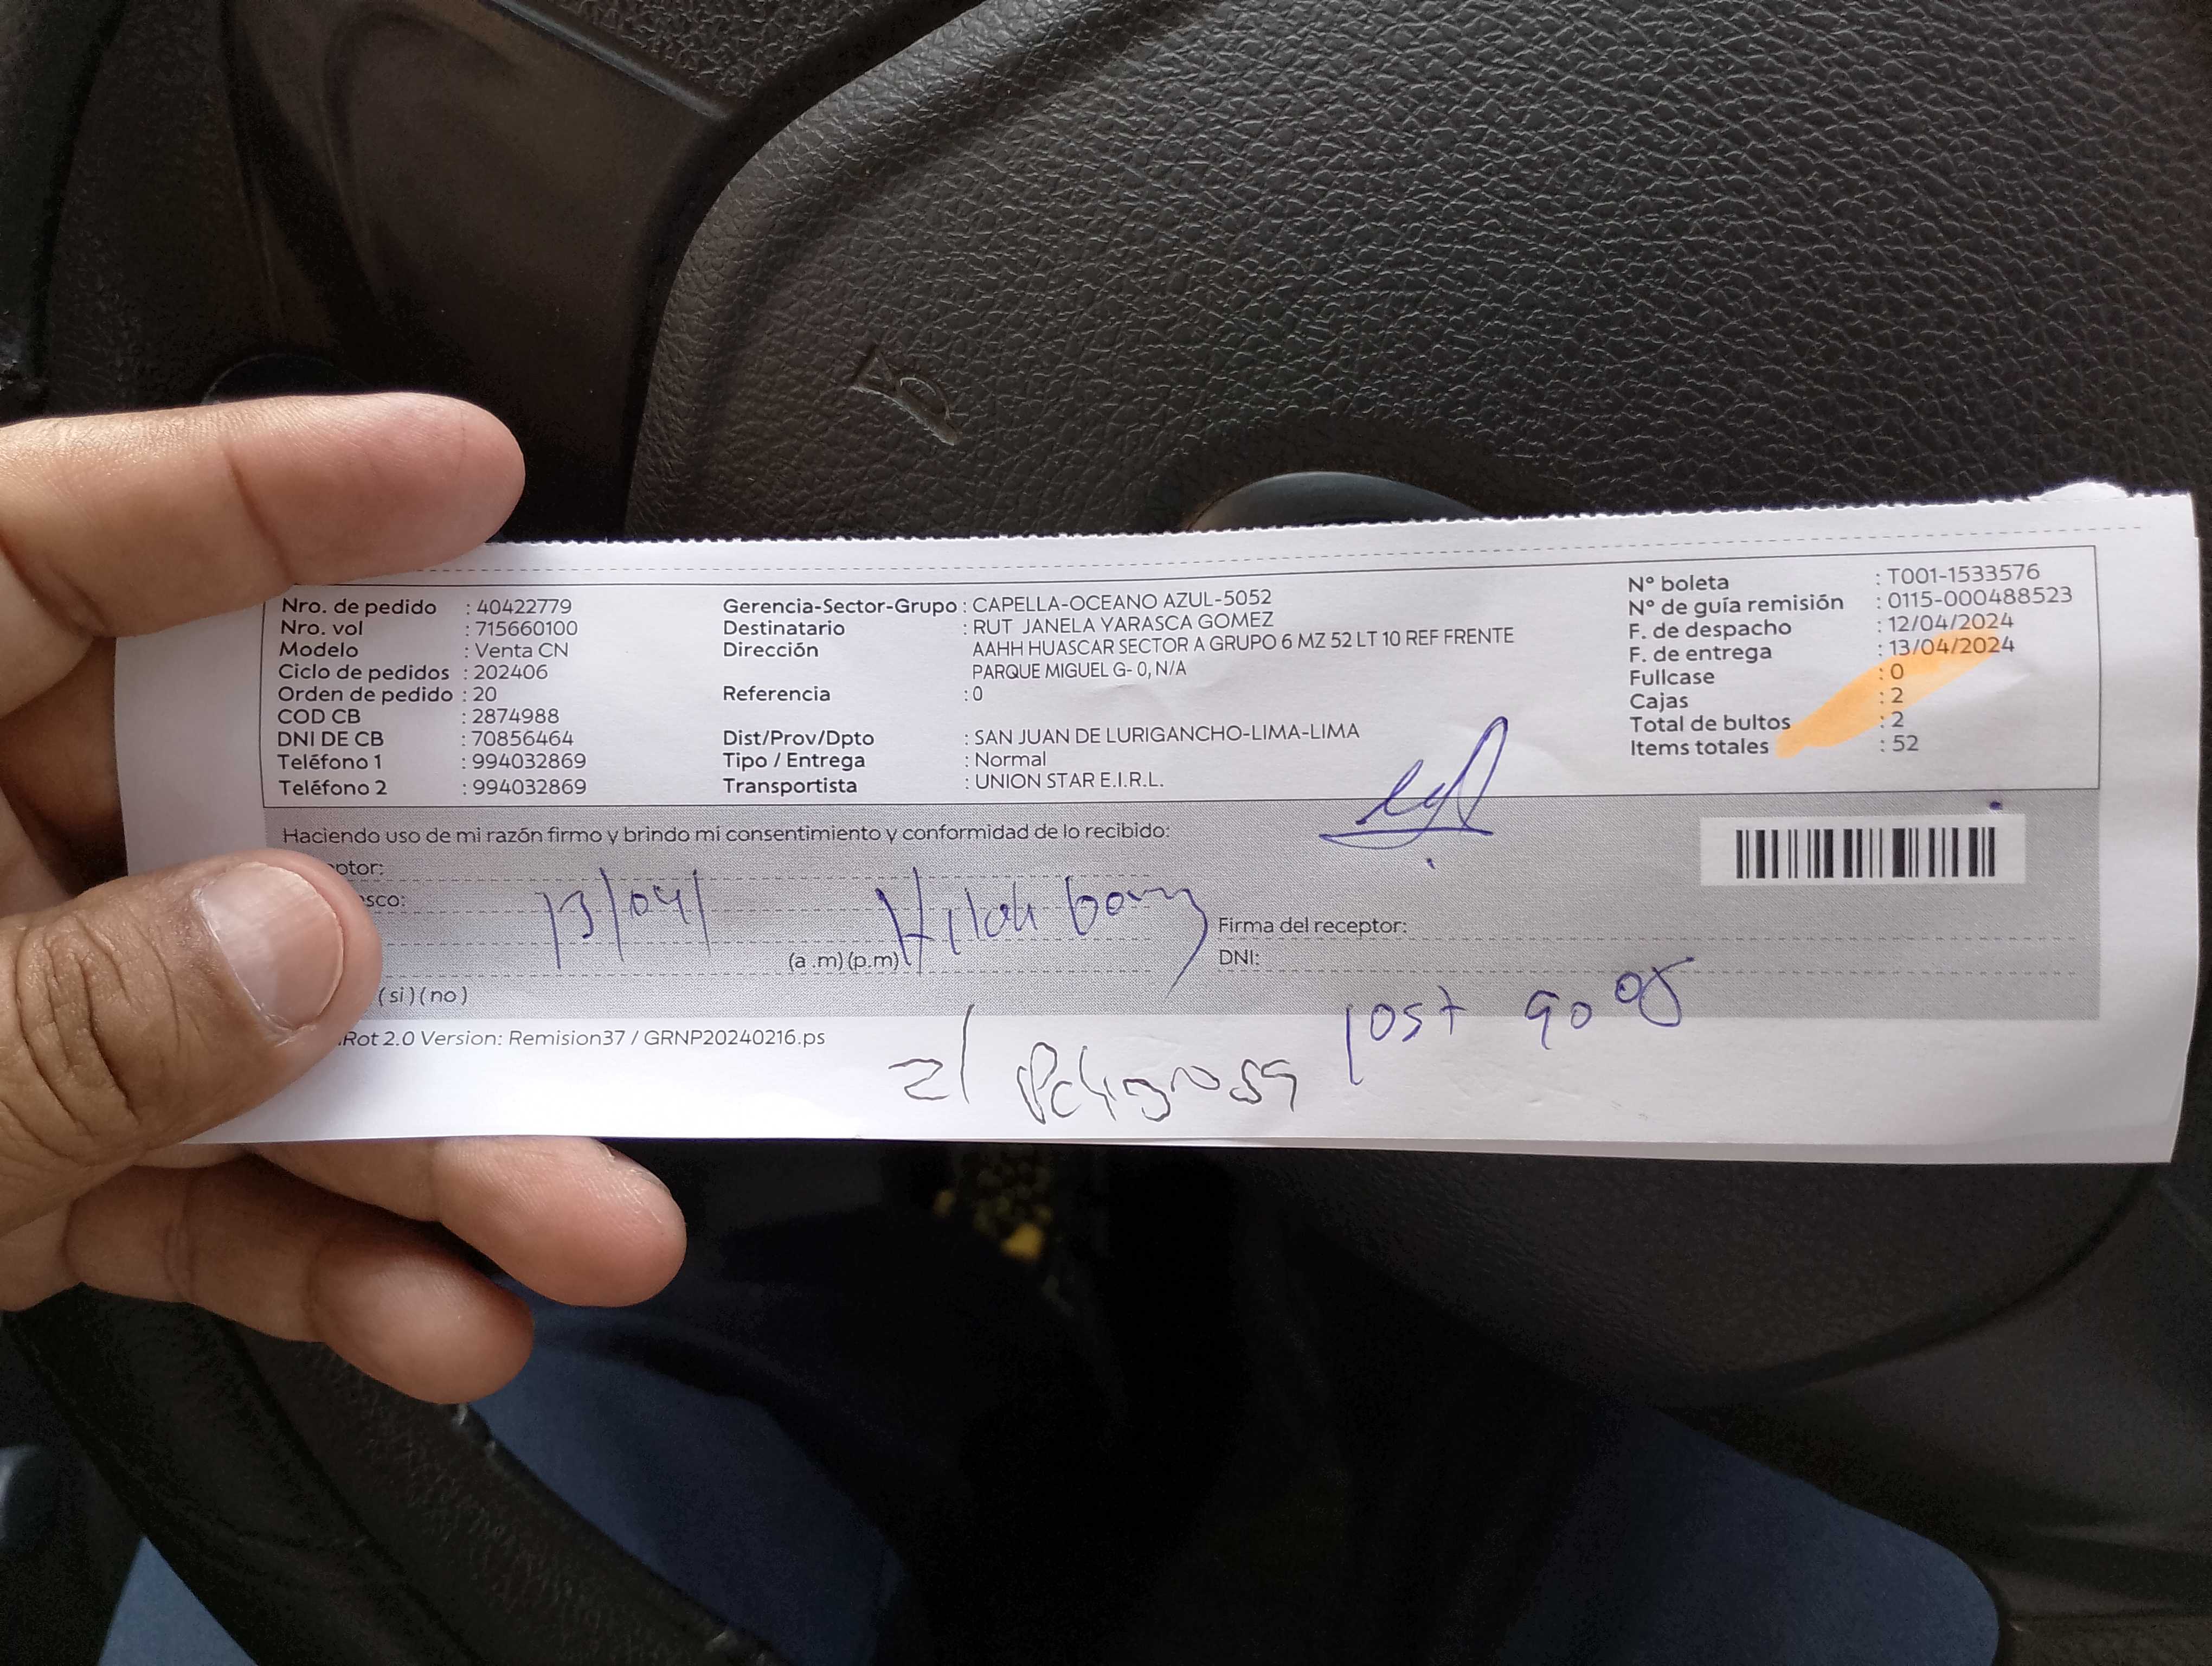 Nro. de pedido : 40422779
Nro. vol : 715660100
Modelo : Venta CN
Ciclo de pedidos : 202406
Orden de pedido : 20
COD CB : 2874988
DNI DE CB : 70856464
Teléfono 1 : 994032869
Teléfono 2 : 994032869
Gerencia-Sector-Grupo : CAPELLA-OCEANO AZUL-5052
Destinatario : RUT JANELA YARASCA GOMEZ
Dirección AAHH HUASCAR SECTOR A GRUPO 6 MZ 52 LT 10 REF FRENTE
PARQUE MIGUEL G- 0, N/A
Referencia : 0
Dist/Prov/Dpto : SAN JUAN DE LURIGANCHO-LIMA-LIMA
Tipo / Entrega : Normal
Transportista : UNION STAR E.I.R.L.
N° boleta : T001-1533576
N° de guía remisión : 0115-000488523
F. de despacho : 12/04/2024
F. de entrega : 13/04/2024
Fullcase : 0
Cajas : 2
Total de bultos : 2
Items totales : 52
Haciendo uso de mi razón firmo y brindo mi consentimiento y conformidad de lo recibido:
ptor:
sco:
13/04/
(a .m) (p.m)
Firma del receptor:
DNI:
(si) (no)
Rot 2.0 Version: Remision37 / GRNP20240216.ps
z/ Peligrosa